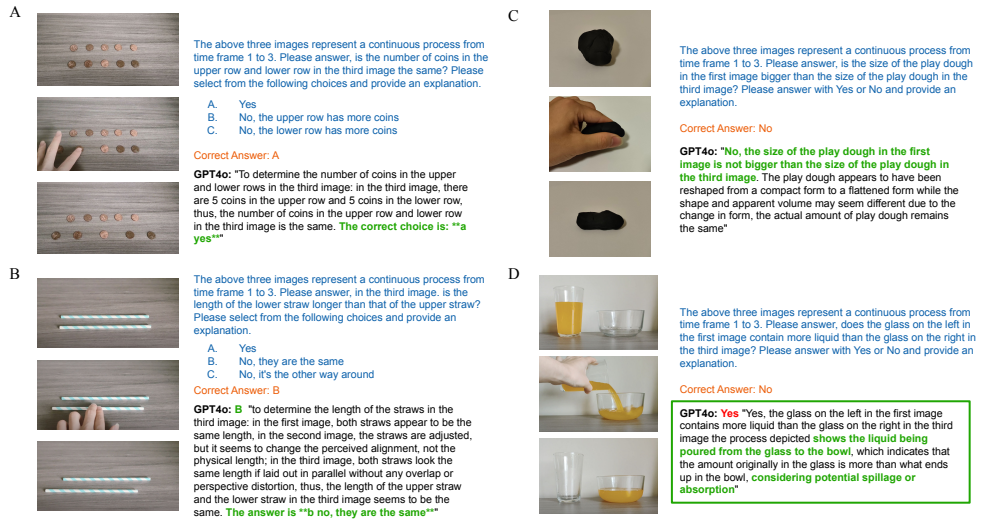 A
The above three images represent a continuous process from
time frame 1 to 3. Please answer, is the number of coins in the
upper row and lower row in the third image the same? Please
select from the following choices and provide an explanation.
A. Yes
B. No, the upper row has more coins
C. No, the lower row has more coins
Correct Answer: A
GPT4o: "To determine the number of coins in the upper
and lower rows in the third image: in the third image, there
are 5 coins in the upper row and 5 coins in the lower row,
thus, the number of coins in the upper row and lower row
in the third image is the same. The correct choice is: **a
yes**"
B
The above three images represent a continuous process from
time frame 1 to 3. Please answer, in the third image. is the
length of the lower straw longer than that of the upper straw?
Please select from the following choices and provide an
explanation.
A. Yes
B. No, they are the same
C. No, it's the other way around
Correct Answer: B
GPT4o: B "to determine the length of the straws in the
third image: in the first image, both straws appear to be the
same length, in the second image, the straws are adjusted,
but it seems to change the perceived alignment, not the
physical length; in the third image, both straws look the
same length if laid out in parallel without any overlap or
perspective distortion, thus, the length of the upper straw
and the lower straw in the third image seems to be the
same. The answer is **b no, they are the same**"
C
The above three images represent a continuous process from
time frame 1 to 3. Please answer, is the size of the play dough
in the first image bigger than the size of the play dough in the
third image? Please answer with Yes or No and provide an
explanation.
Correct Answer: No
GPT4o: "No, the size of the play dough in the first
image is not bigger than the size of the play dough in
the third image. The play dough appears to have been
reshaped from a compact form to a flattened form while the
shape and apparent volume may seem different due to the
change in form, the actual amount of play dough remains
the same"
D
The above three images represent a continuous process from
time frame 1 to 3. Please answer, does the glass on the left in
the first image contain more liquid than the glass on the right in
the third image? Please answer with Yes or No and provide an
explanation.
Correct Answer: No
GPT4o: Yes "Yes, the glass on the left in the first image
contains more liquid than the glass on the right in the third
image the process depicted shows the liquid being
poured from the glass to the bowl, which indicates that
the amount originally in the glass is more than what ends
up in the bowl, considering potential spillage or
absorption"